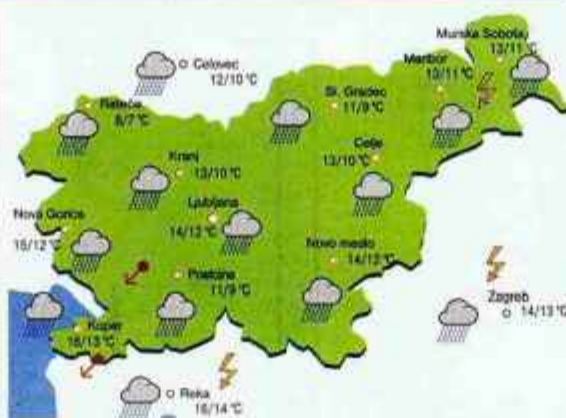 Murska Sobota
13/11 °C
Celovec
12/10 °C
Maribor
13/11 °C
Rateče
8/7 °C
Sl. Gradec
11/9 °C
Celje
13/10 °C
Kranj
13/10 °C
Ljubljana
14/12 °C
Nova Gorica
15/12 °C
Novo mesto
14/12 °C
Postojna
11/9 °C
Zagreb
14/13 °C
Koper
16/13 °C
Reka
16/14 °C